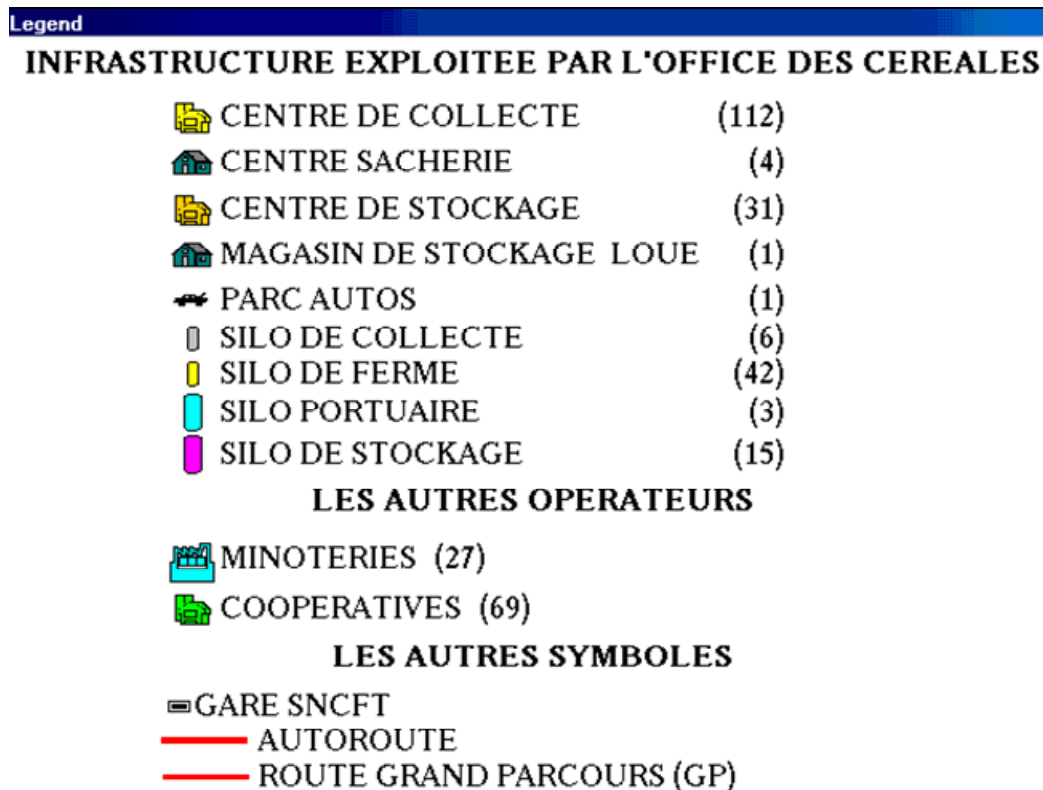 Legend
INFRASTRUCTURE EXPLOITEE PAR L'OFFICE DES CEREALES
CENTRE DE COLLECTE (112)
CENTRE SACHERIE (4)
CENTRE DE STOCKAGE (31)
MAGASIN DE STOCKAGE LOUE (1)
PARC AUTOS (1)
SILO DE COLLECTE (6)
SILO DE FERME (42)
SILO PORTUAIRE (3)
SILO DE STOCKAGE (15)
LES AUTRES OPERATEURS
MINOTERIES (27)
COOPERATIVES (69)
LES AUTRES SYMBOLES
GARE SNCFT
AUTOROUTE
ROUTE GRAND PARCOURS (GP)